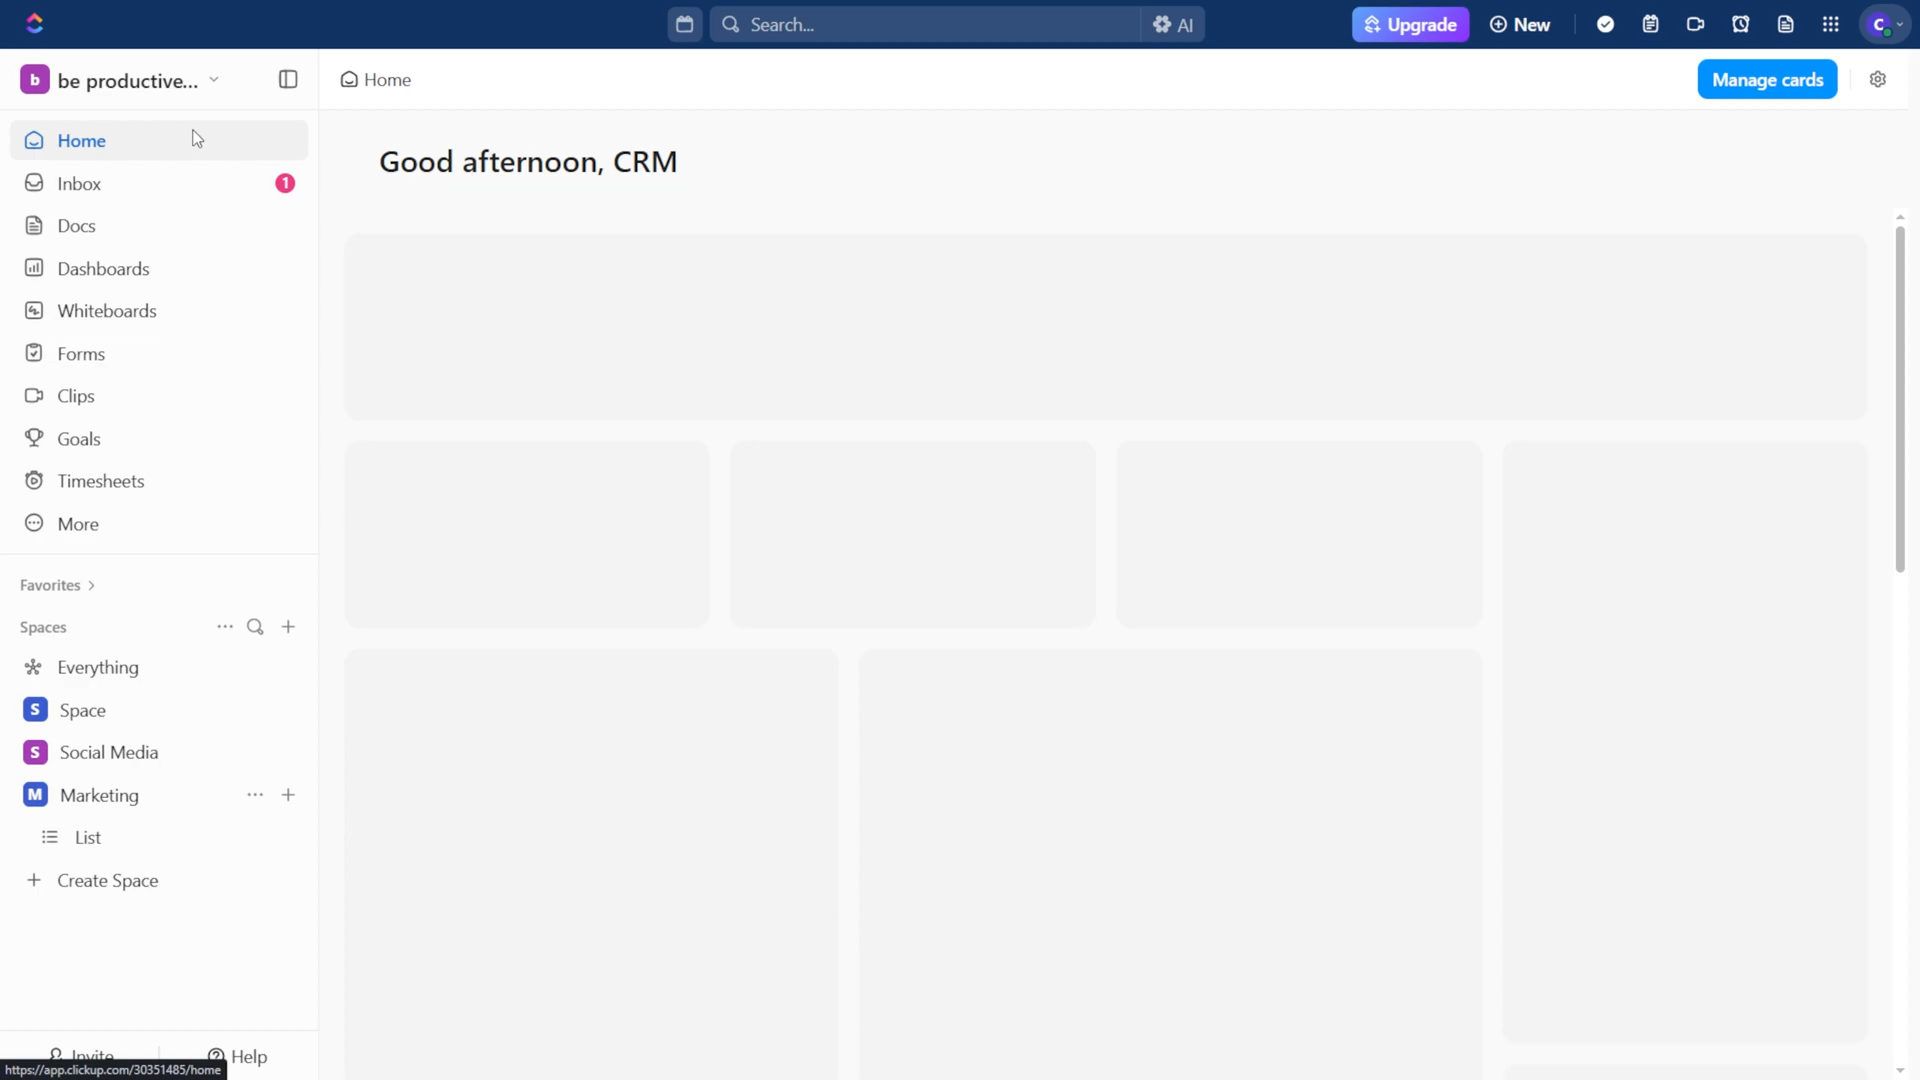 Search...
AI
Upgrade
New
C
b be productive...
Home
Manage cards
Home
Inbox
1
Docs
Dashboards
Whiteboards
Forms
Clips
Goals
Timesheets
More
Good afternoon, CRM
Favorites
Spaces
Everything
S Space
S Social Media
M Marketing
List
Create Space
Invite
Help
https://app.clickup.com/30351485/home